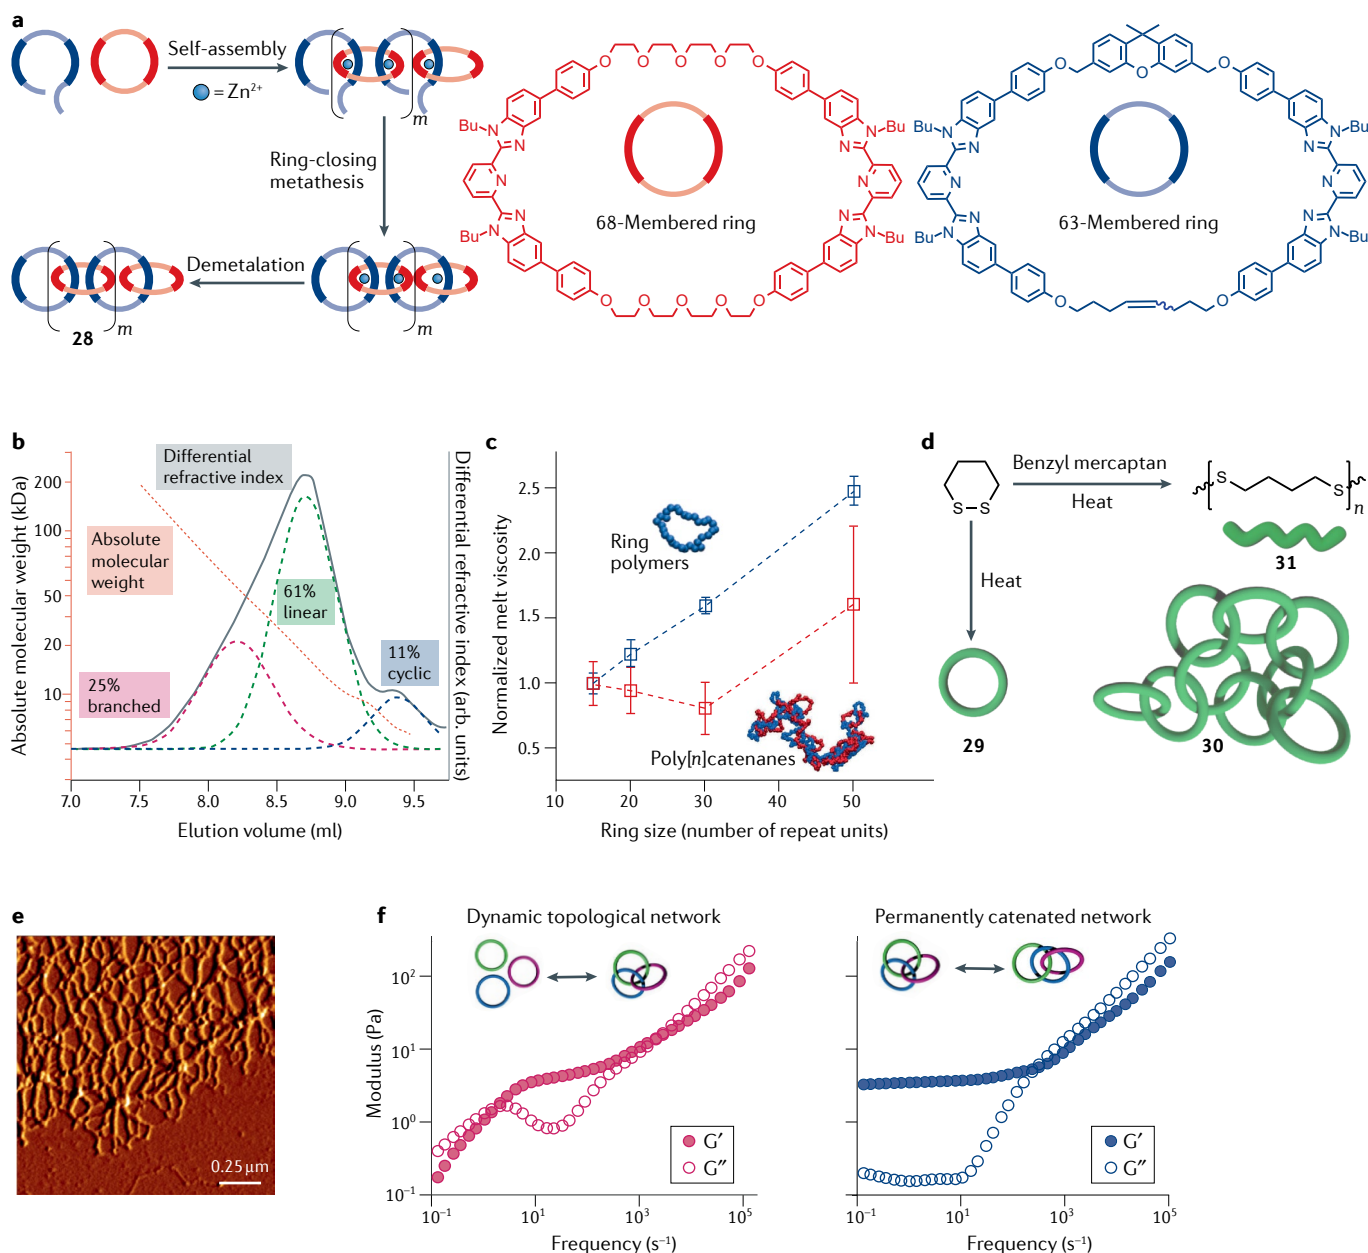 a
Self-assembly
= Zn²⁺
m
Ring-closing
metathesis
Demetalation
m
28
m
O O O O O O
Bu
N
N
N
N
N
Bu
Bu
N
N
N
N
N
Bu
68-Membered ring
O O O O O O
O
O
O
Bu
N
N
N
N
N
Bu
Bu
N
N
N
N
N
Bu
63-Membered ring
O
O
b
Absolute molecular weight (kDa)
200
100
50
20
10
Differential
refractive index
Absolute
molecular
weight
61%
linear
25%
branched
11%
cyclic
Differential refractive index (arb. units)
7.0 7.5 8.0 8.5 9.0 9.5
Elution volume (ml)
c
Normalized melt viscosity
2.5
2.0
1.5
1.0
0.5
Ring
polymers
Poly[n]catenanes
10 20 30 40 50
Ring size (number of repeat units)
d
S–S
Benzyl mercaptan
Heat
S
S
n
31
Heat
29
30
e
0.25 μm
f
Dynamic topological network
Modulus (Pa)
10²
10¹
10⁰
10⁻¹
G′
G″
10⁻¹ 10¹ 10³ 10⁵
Frequency (s⁻¹)
Permanently catenated network
G′
G″
10⁻¹ 10¹ 10³ 10⁵
Frequency (s⁻¹)